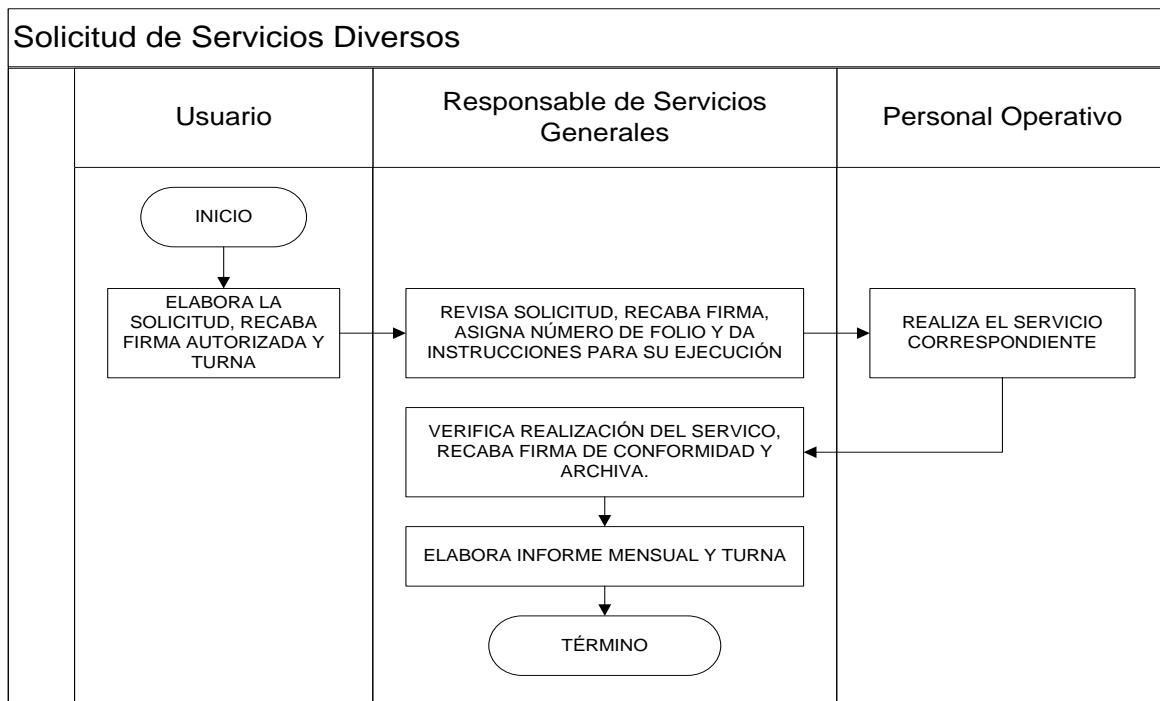 Solicitud de Servicios Diversos
Usuario
Responsable de Servicios
Generales
Personal Operativo
INICIO
ELABORA LA
SOLICITUD, RECABA
FIRMA AUTORIZADA Y
TURNA
REVISA SOLICITUD, RECABA FIRMA,
ASIGNA NÚMERO DE FOLIO Y DA
INSTRUCCIONES PARA SU EJECUCIÓN
REALIZA EL SERVICIO
CORRESPONDIENTE
VERIFICA REALIZACIÓN DEL SERVICO,
RECABA FIRMA DE CONFORMIDAD Y
ARCHIVA.
ELABORA INFORME MENSUAL Y TURNA
TÉRMINO